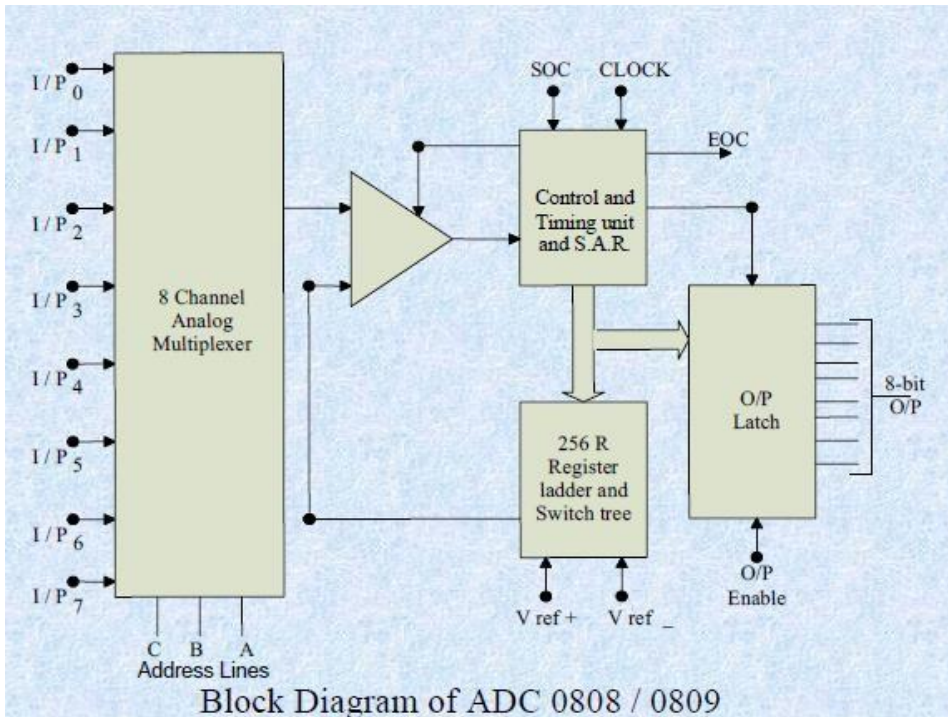 SOC CLOCK
I/P 0
I/P 1
I/P 2
I/P 3
I/P 4
I/P 5
I/P 6
I/P 7
8 Channel
Analog
Multiplexer
C B A
Address Lines
Control and
Timing unit
and S.A.R.
EOC
256 R
Register
ladder and
Switch tree
V ref + V ref _
O/P
Latch
8-bit
O/P
O/P
Enable
Block Diagram of ADC 0808 / 0809